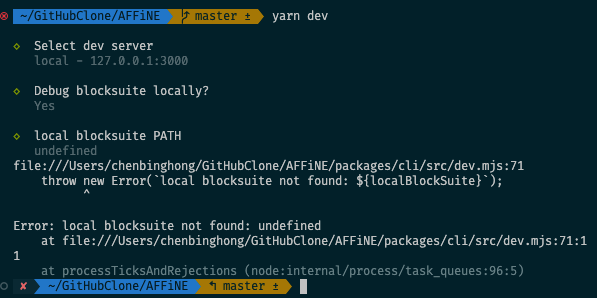 ~/GitHubClone/AFFiNE master ± yarn dev
Select dev server
local - 127.0.0.1:3000
Debug blocksuite locally?
Yes
local blocksuite PATH
undefined
file:///Users/chenbinghong/GitHubClone/AFFiNE/packages/cli/src/dev.mjs:71
throw new Error(`local blocksuite not found: ${localBlockSuite}`);
^
Error: local blocksuite not found: undefined
at file:///Users/chenbinghong/GitHubClone/AFFiNE/packages/cli/src/dev.mjs:71:1
1
at processTicksAndRejections (node:internal/process/task_queues:96:5)
✘ ~/GitHubClone/AFFiNE master ±